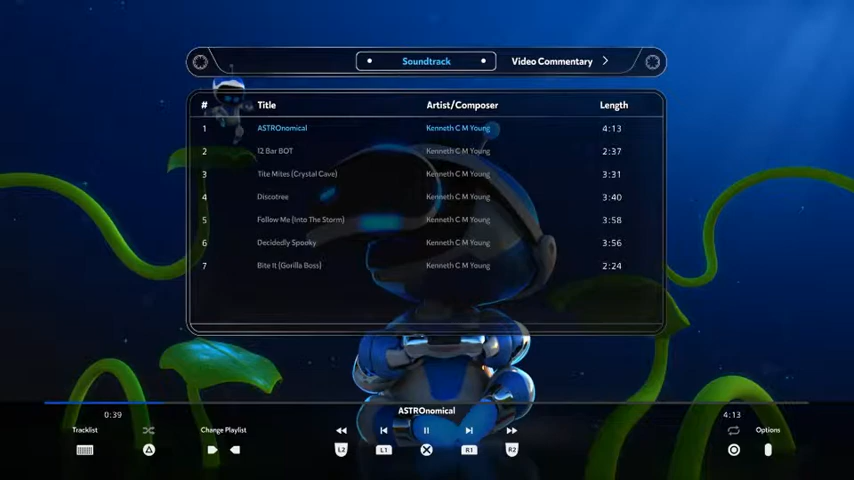 Soundtrack
Video Commentary
# Title Artist/Composer Length
1 ASTROnomical Kenneth C M Young 4:13
2 12 Bar BOT Kenneth C M Young 2:37
3 Tite Mites (Crystal Cave) Kenneth C M Young 3:31
4 Discotree Kenneth C M Young 3:40
5 Follow Me (Into The Storm) Kenneth C M Young 3:58
6 Decidedly Spooky Kenneth C M Young 3:56
7 Bite It (Gorilla Boss) Kenneth C M Young 2:24
0:39 ASTROnomical 4:13
Tracklist Change Playlist Options
L2 L1 R1 R2